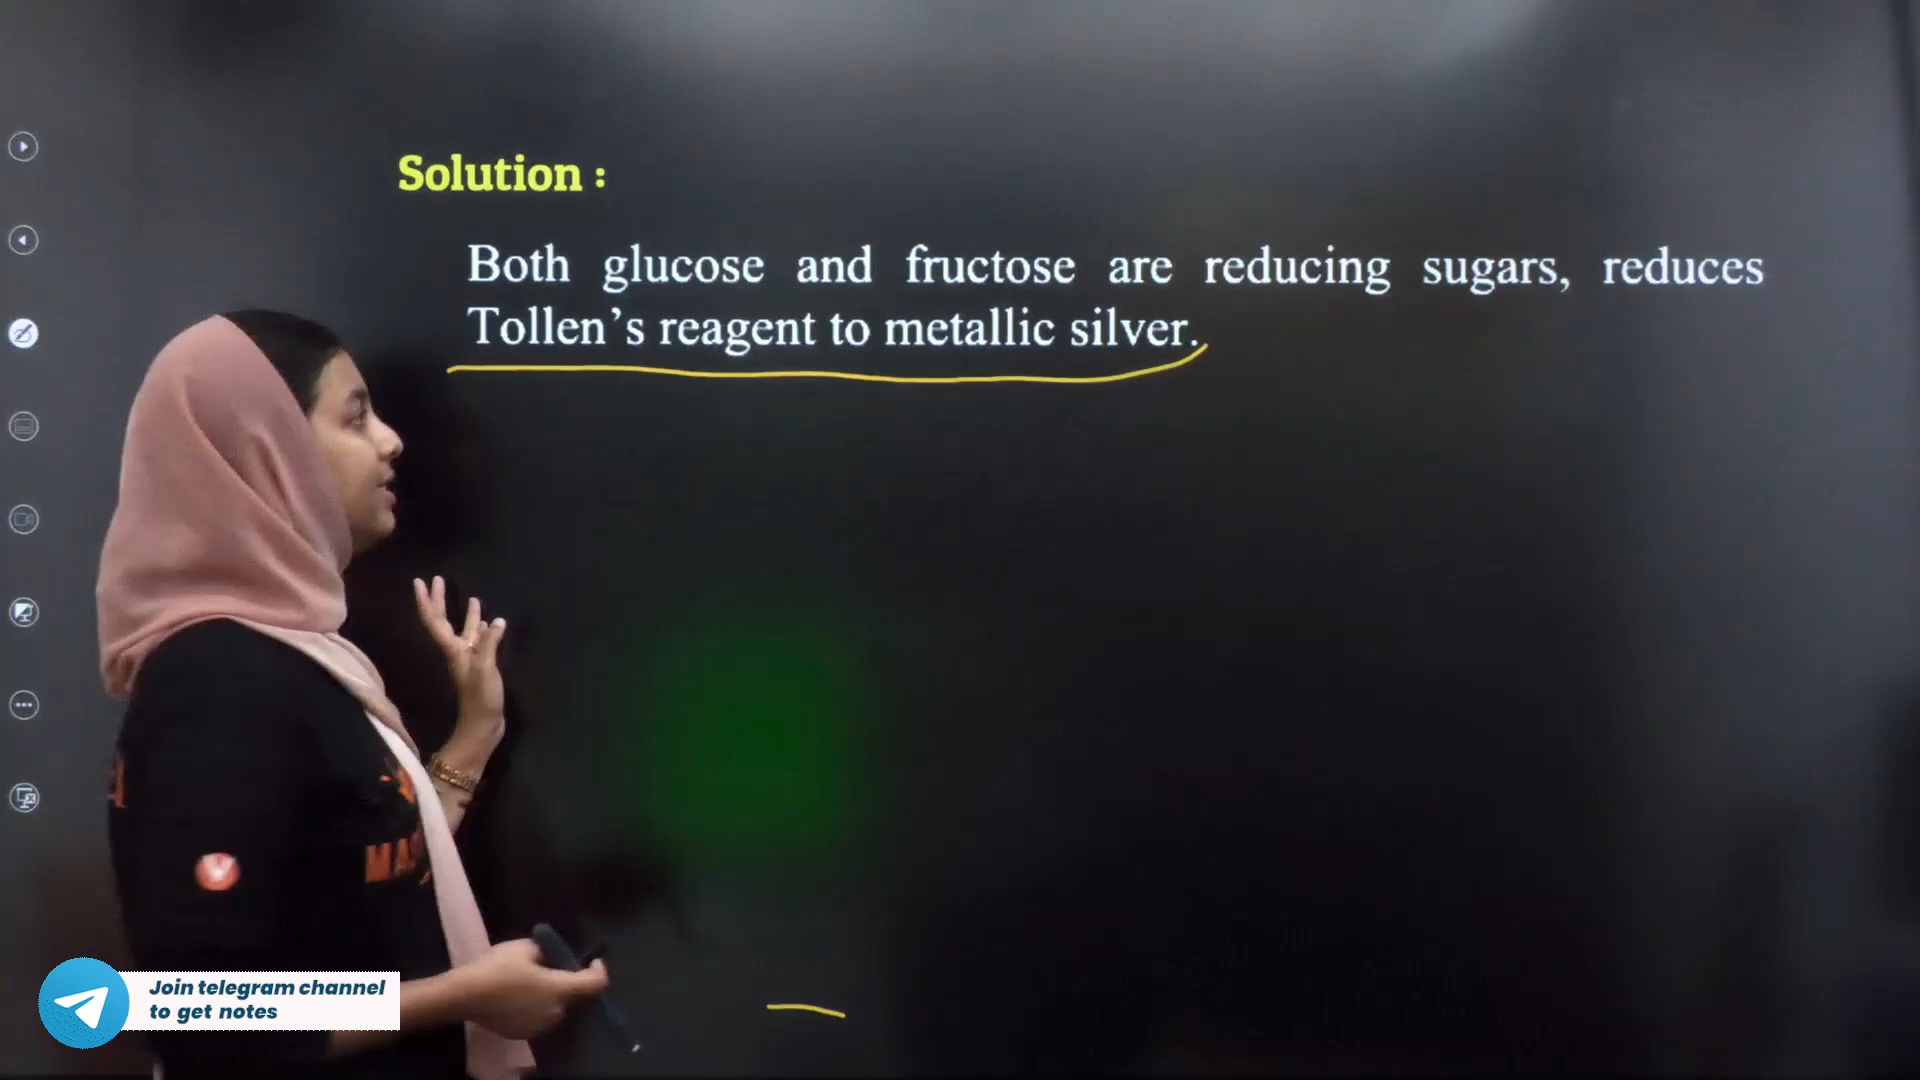 Solution :
Both glucose and fructose are reducing sugars, reduces
Tollen’s reagent to metallic silver.
Join telegram channel
to get notes